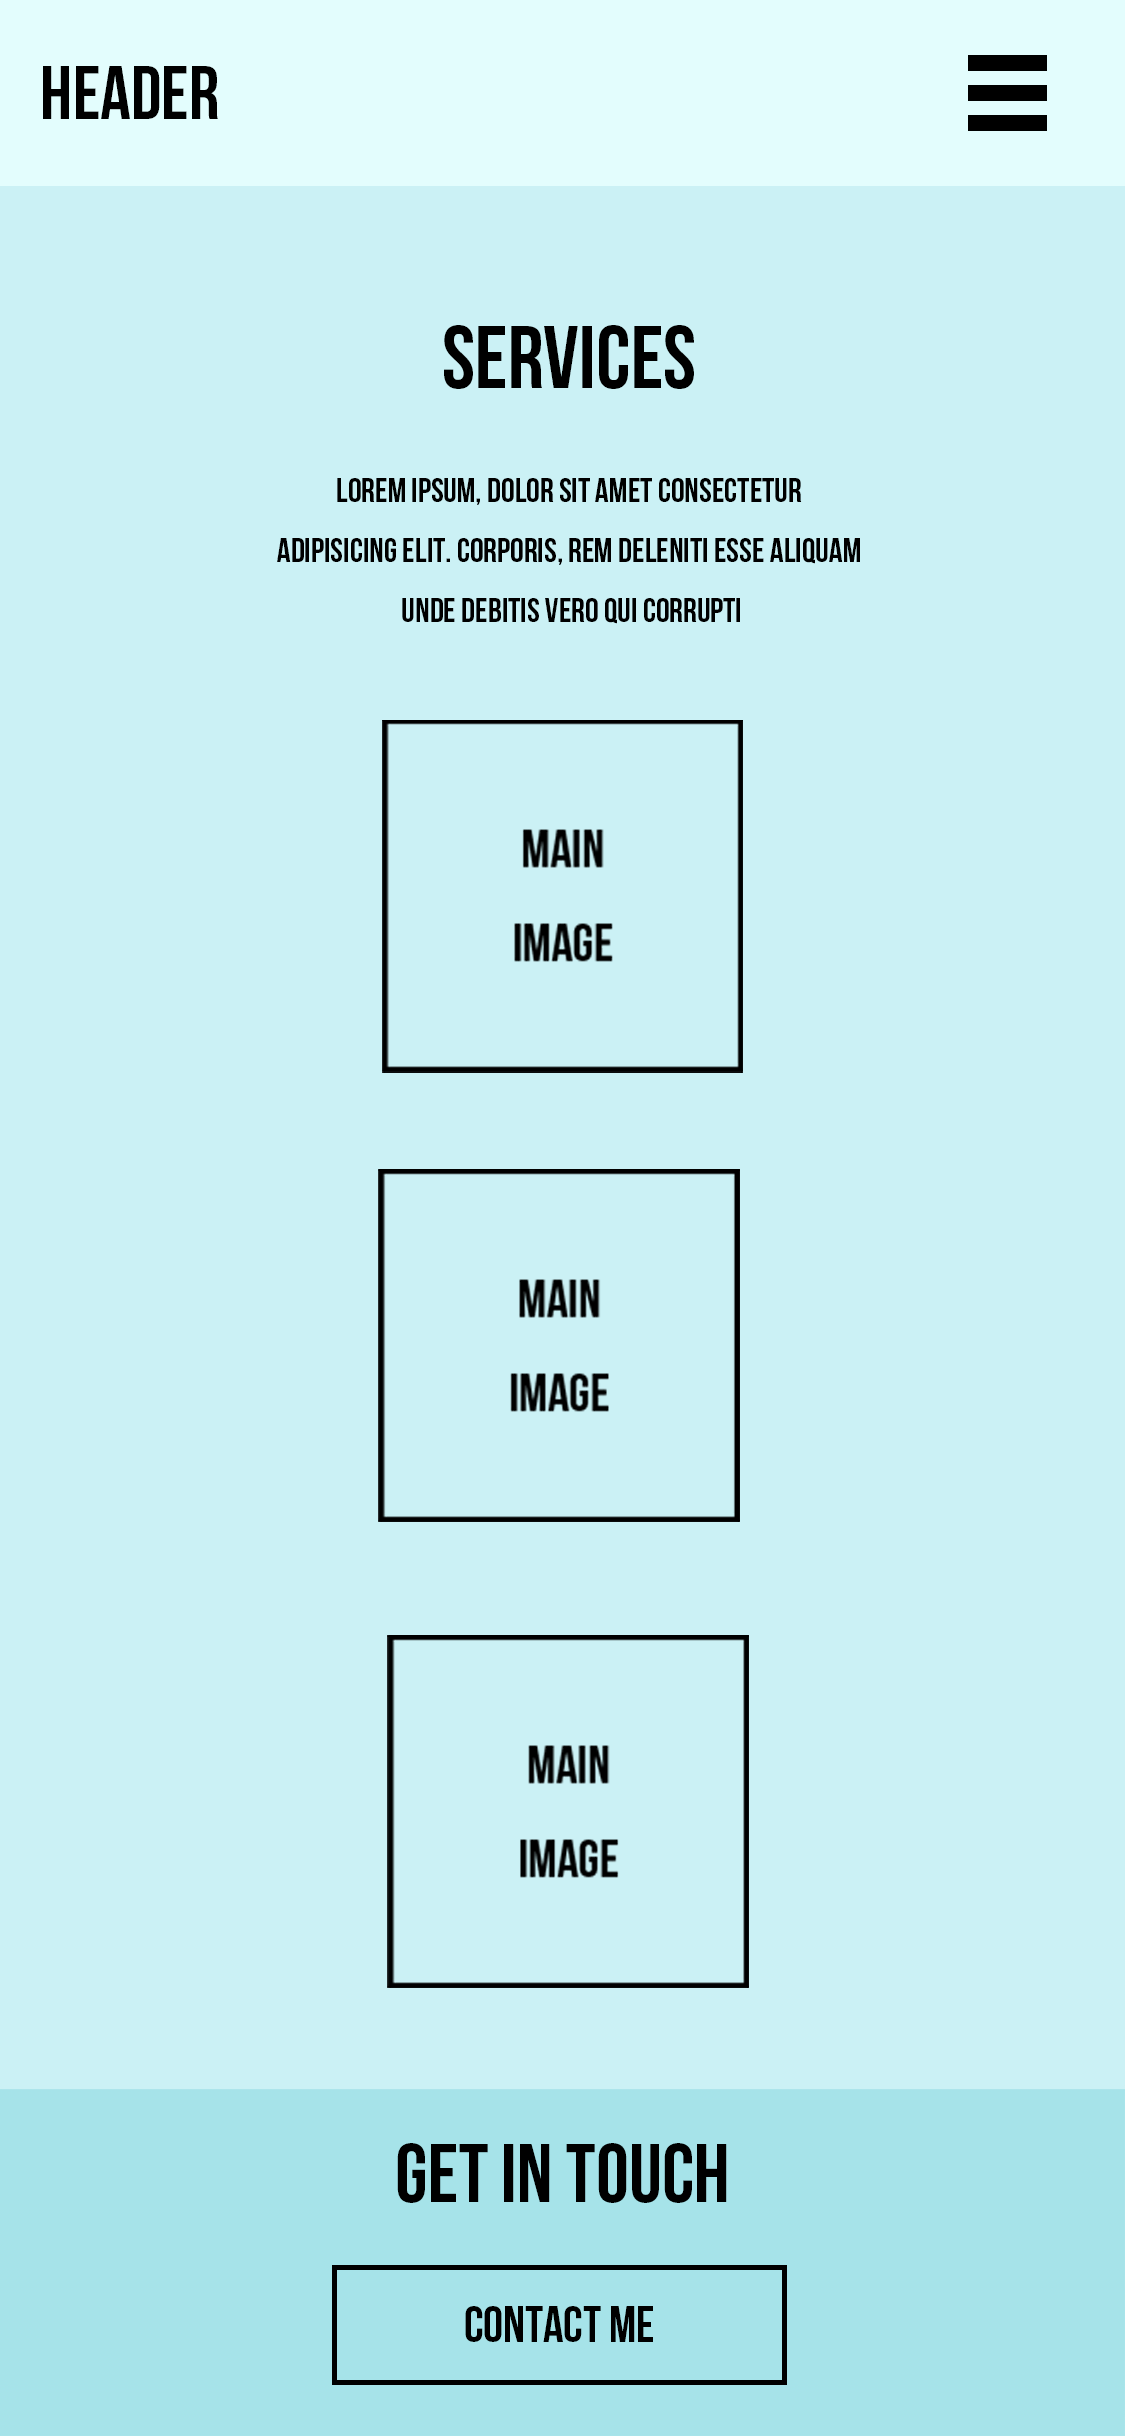 HEADER
SERVICES
LOREM IPSUM, DOLOR SIT AMET CONSECTETUR
ADIPISICING ELIT. CORPORIS, REM DELENITI ESSE ALIQUAM
UNDE DEBITIS VERO QUI CORRUPTI
MAIN
IMAGE
MAIN
IMAGE
MAIN
IMAGE
GET IN TOUCH
CONTACT ME